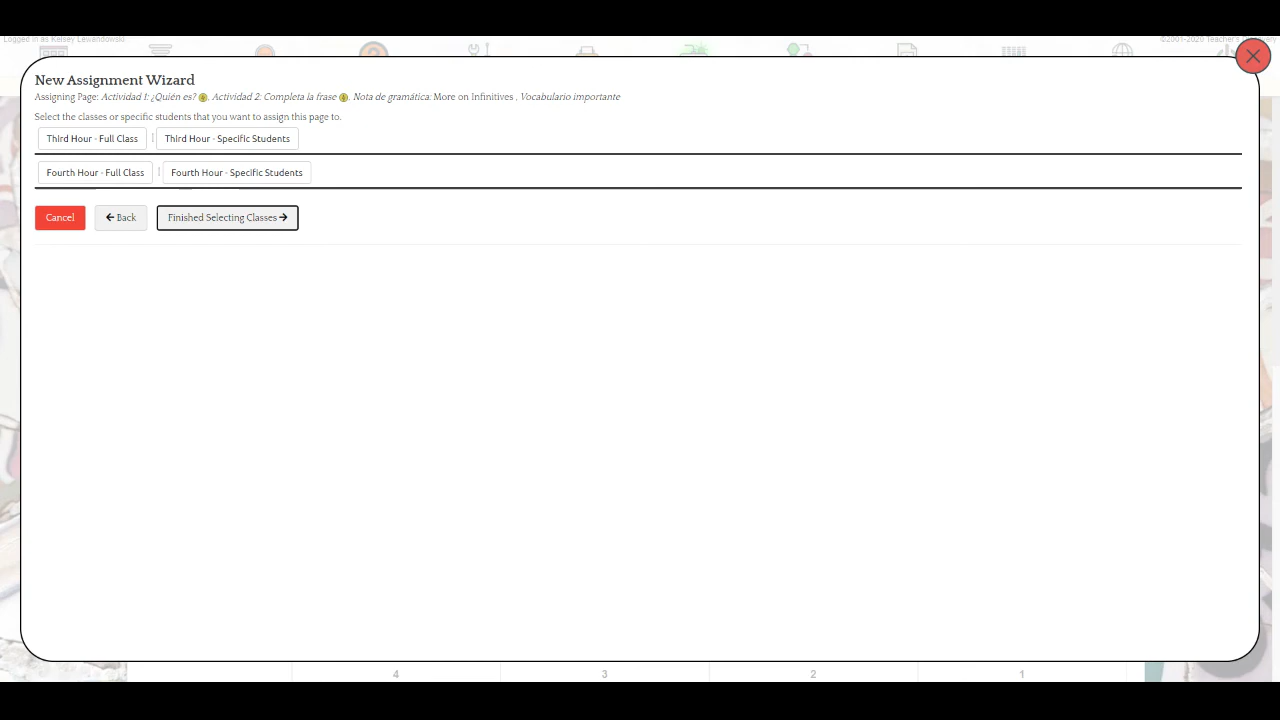 Logged in as Kelsey Lewandowski
©2001-2020 Teacher's Discovery
New Assignment Wizard
Assigning Page: Actividad 1: ¿Quién es? , Actividad 2: Completa la frase , Nota de gramática: More on Infinitives , Vocabulario importante
Select the classes or specific students that you want to assign this page to.
Third Hour - Full Class | Third Hour - Specific Students
Fourth Hour - Full Class | Fourth Hour - Specific Students
Cancel ← Back Finished Selecting Classes →
4 3 2 1